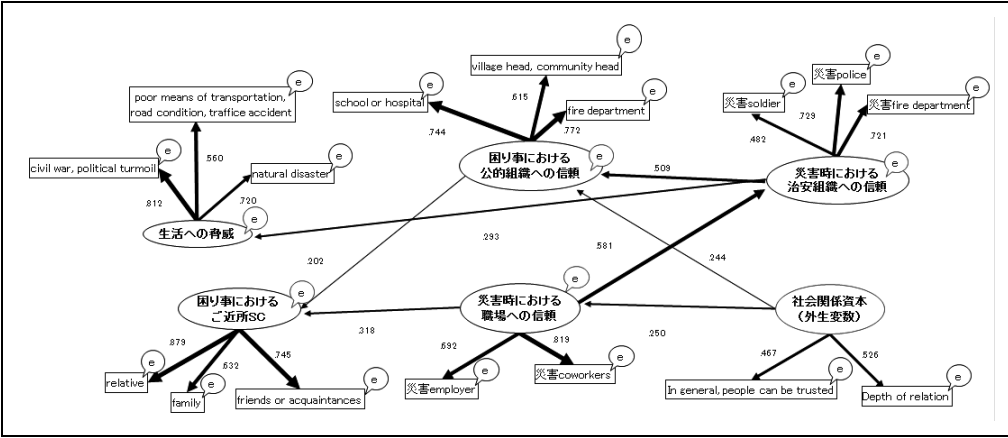 e
village head, community head
e
school or hospital
e
fire department
.744
.615
.772
困り事における
公的組織への信頼
e
e
災害police
e
災害soldier
e
災害fire department
.482
.729
.721
災害時における
治安組織への信頼
e
e
poor means of transportation,
road condition, traffice accident
e
civil war, political turmoil
e
natural disaster
.812
.560
.720
生活への脅威
e
.509
.293
.581
.244
.202
困り事における
ご近所SC
e
.318
災害時における
職場への信頼
e
.250
社会関係資本
(外生変数)
.879
.632
.745
e
relative
e
family
e
friends or acquaintances
.692
.819
e
災害employer
e
災害coworkers
.467
.526
e
In general, people can be trusted
e
Depth of relation